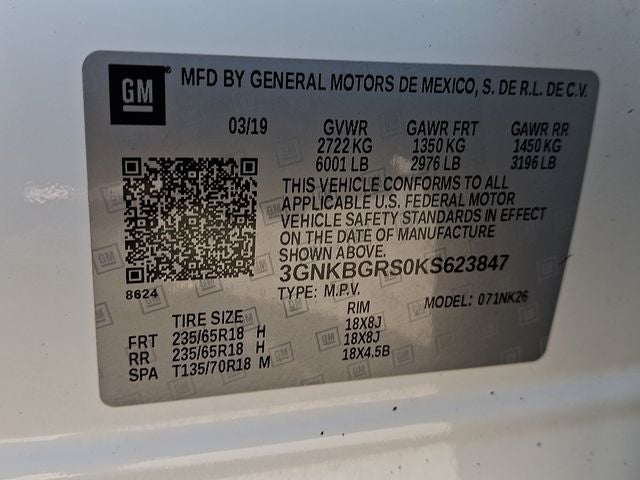 GM MFD BY GENERAL MOTORS DE MEXICO, S. DE R.L. DE C.V.
03/19 GVWR GAWR FRT GAWR RR
2722 KG 1350 KG 1450 KG
6001 LB 2976 LB 3196 LB
THIS VEHICLE CONFORMS TO ALL
APPLICABLE U.S. FEDERAL MOTOR
VEHICLE SAFETY STANDARDS IN EFFECT
ON THE DATE OF MANUFACTURE
SHOWN ABOVE.
3GNKBGRS0KS623847
8624 TYPE: M.P.V. MODEL: 071NK26
TIRE SIZE RIM
FRT 235/65R18 H 18X8J
RR 235/65R18 H 18X8J
SPA T135/70R18 M 18X4.5B